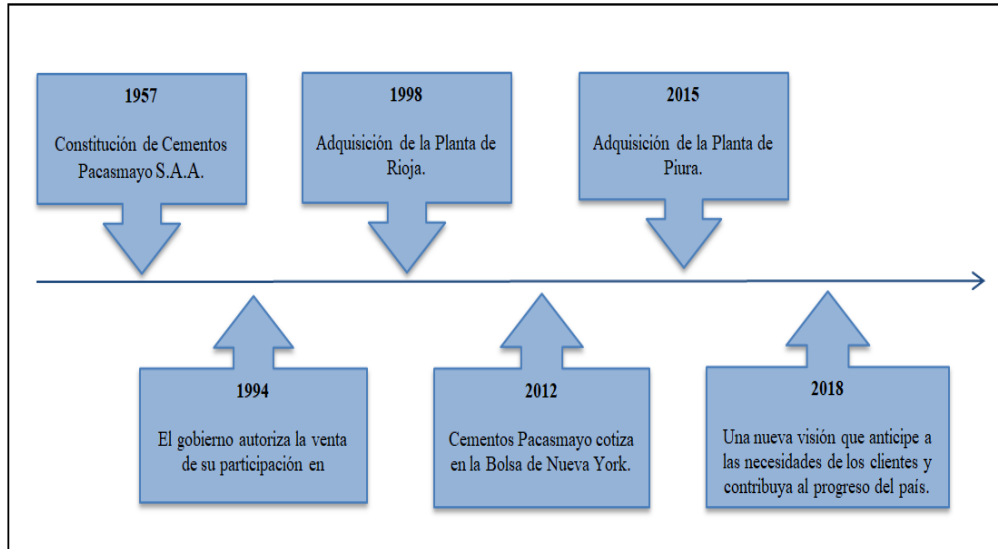 1957
Constitución de Cementos
Pacasmayo S.A.A.
1998
Adquisición de la Planta de
Rioja.
2015
Adquisición de la Planta de
Piura.
1994
El gobierno autoriza la venta
de su participación en
2012
Cementos Pacasmayo cotiza
en la Bolsa de Nueva York.
2018
Una nueva visión que anticipe a
las necesidades de los clientes y
contribuya al progreso del país.